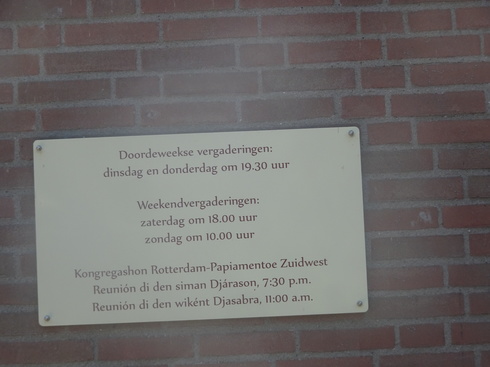 Doordeweekse vergaderingen:
dinsdag en donderdag om 19.30 uur
Weekendvergaderingen:
zaterdag om 18.00 uur
zondag om 10.00 uur
Kongregashon Rotterdam-Papiamentoe Zuidwest
Reunión di den siman Djárason, 7:30 p.m.
Reunión di den wiként Djasabra, 11:00 a.m.